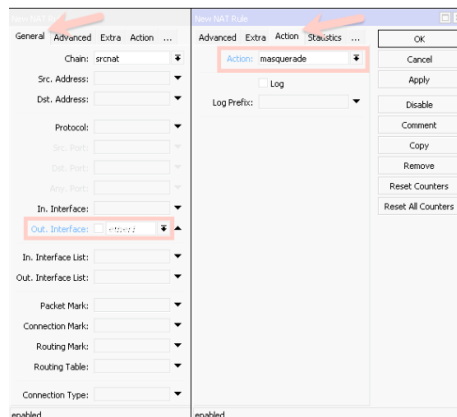 New NAT Rule
General Advanced Extra Action ...
Chain: srcnat
Src. Address:
Dst. Address:
Protocol:
Src. Port:
Dst. Port:
Any. Port:
In. Interface:
Out. Interface:
In. Interface List:
Out. Interface List:
Packet Mark:
Connection Mark:
Routing Mark:
Routing Table:
Connection Type:
enabled
New NAT Rule
Advanced Extra Action Statistics ...
Action: masquerade
Log
Log Prefix:
enabled
OK
Cancel
Apply
Disable
Comment
Copy
Remove
Reset Counters
Reset All Counters